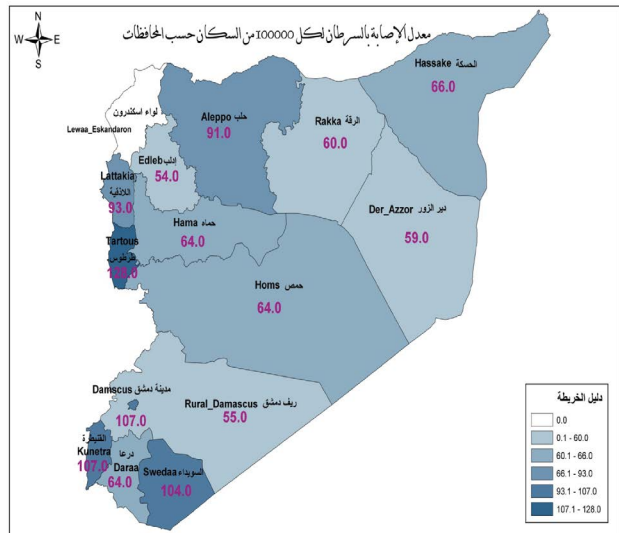 معدل الإصابة بالسرطان لكل 100000 من السكان حسب المحافظات
N
W E
S
Hassake الحسكة
66.0
لواء اسكندرون
Lewaa_Eskandaron
Aleppo حلب
91.0
Rakka الرقة
60.0
Edleb إدلب
54.0
Lattakia
اللاذقية
93.0
Hama حماه
64.0
Der_Azzor دير الزور
59.0
Tartous
طرطوس
128.0
Homs حمص
64.0
Damscus مدينة دمشق
107.0
Rural_Damascus ريف دمشق
55.0
القنيطرة
Kunetra
107.0
درعا
Daraa
64.0
Swedaa السويداء
104.0
دليل الخريطة
0.0
0.1 - 60.0
60.1 - 66.0
66.1 - 93.0
93.1 - 107.0
107.1 - 128.0